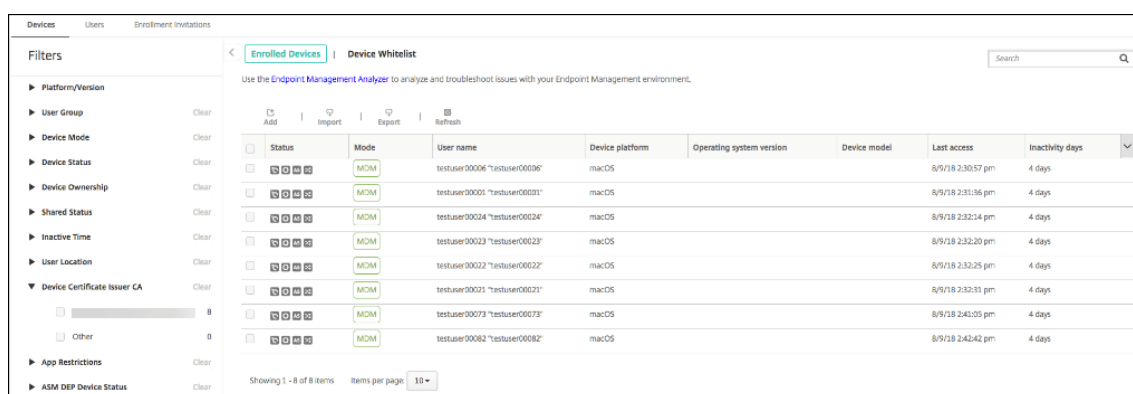 Devices Users Enrollment Invitations
Filters
Platform/Version
User Group Clear
Device Mode Clear
Device Status Clear
Device Ownership Clear
Shared Status Clear
Inactive Time Clear
User Location Clear
Device Certificate Issuer CA Clear
8
Other 0
App Restrictions Clear
ASM DEP Device Status Clear
Enrolled Devices | Device Whitelist
Search
Use the Endpoint Management Analyzer to analyze and troubleshoot issues with your Endpoint Management environment.
Add | Import | Export | Refresh
Status Mode User name Device platform Operating system version Device model Last access Inactivity days
MDM testuser00006 "testuser00006" macOS 8/9/18 2:30:57 pm 4 days
MDM testuser00001 "testuser00001" macOS 8/9/18 2:31:36 pm 4 days
MDM testuser00024 "testuser00024" macOS 8/9/18 2:32:14 pm 4 days
MDM testuser00023 "testuser00023" macOS 8/9/18 2:32:20 pm 4 days
MDM testuser00022 "testuser00022" macOS 8/9/18 2:32:25 pm 4 days
MDM testuser00021 "testuser00021" macOS 8/9/18 2:32:31 pm 4 days
MDM testuser00073 "testuser00073" macOS 8/9/18 2:41:05 pm 4 days
MDM testuser00082 "testuser00082" macOS 8/9/18 2:42:42 pm 4 days
Showing 1 - 8 of 8 items Items per page: 10